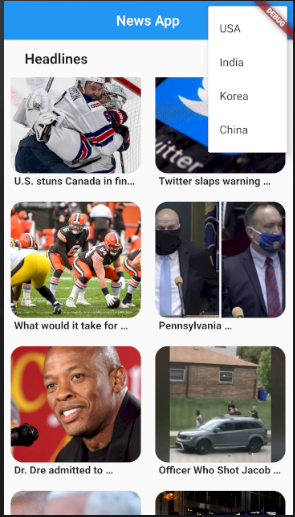 News App
DEBUG
USA
India
Korea
China
Headlines
U.S. stuns Canada in fin...
Twitter slaps warning ...
What would it take for ...
Pennsylvania ...
Dr. Dre admitted to ...
Officer Who Shot Jacob ...